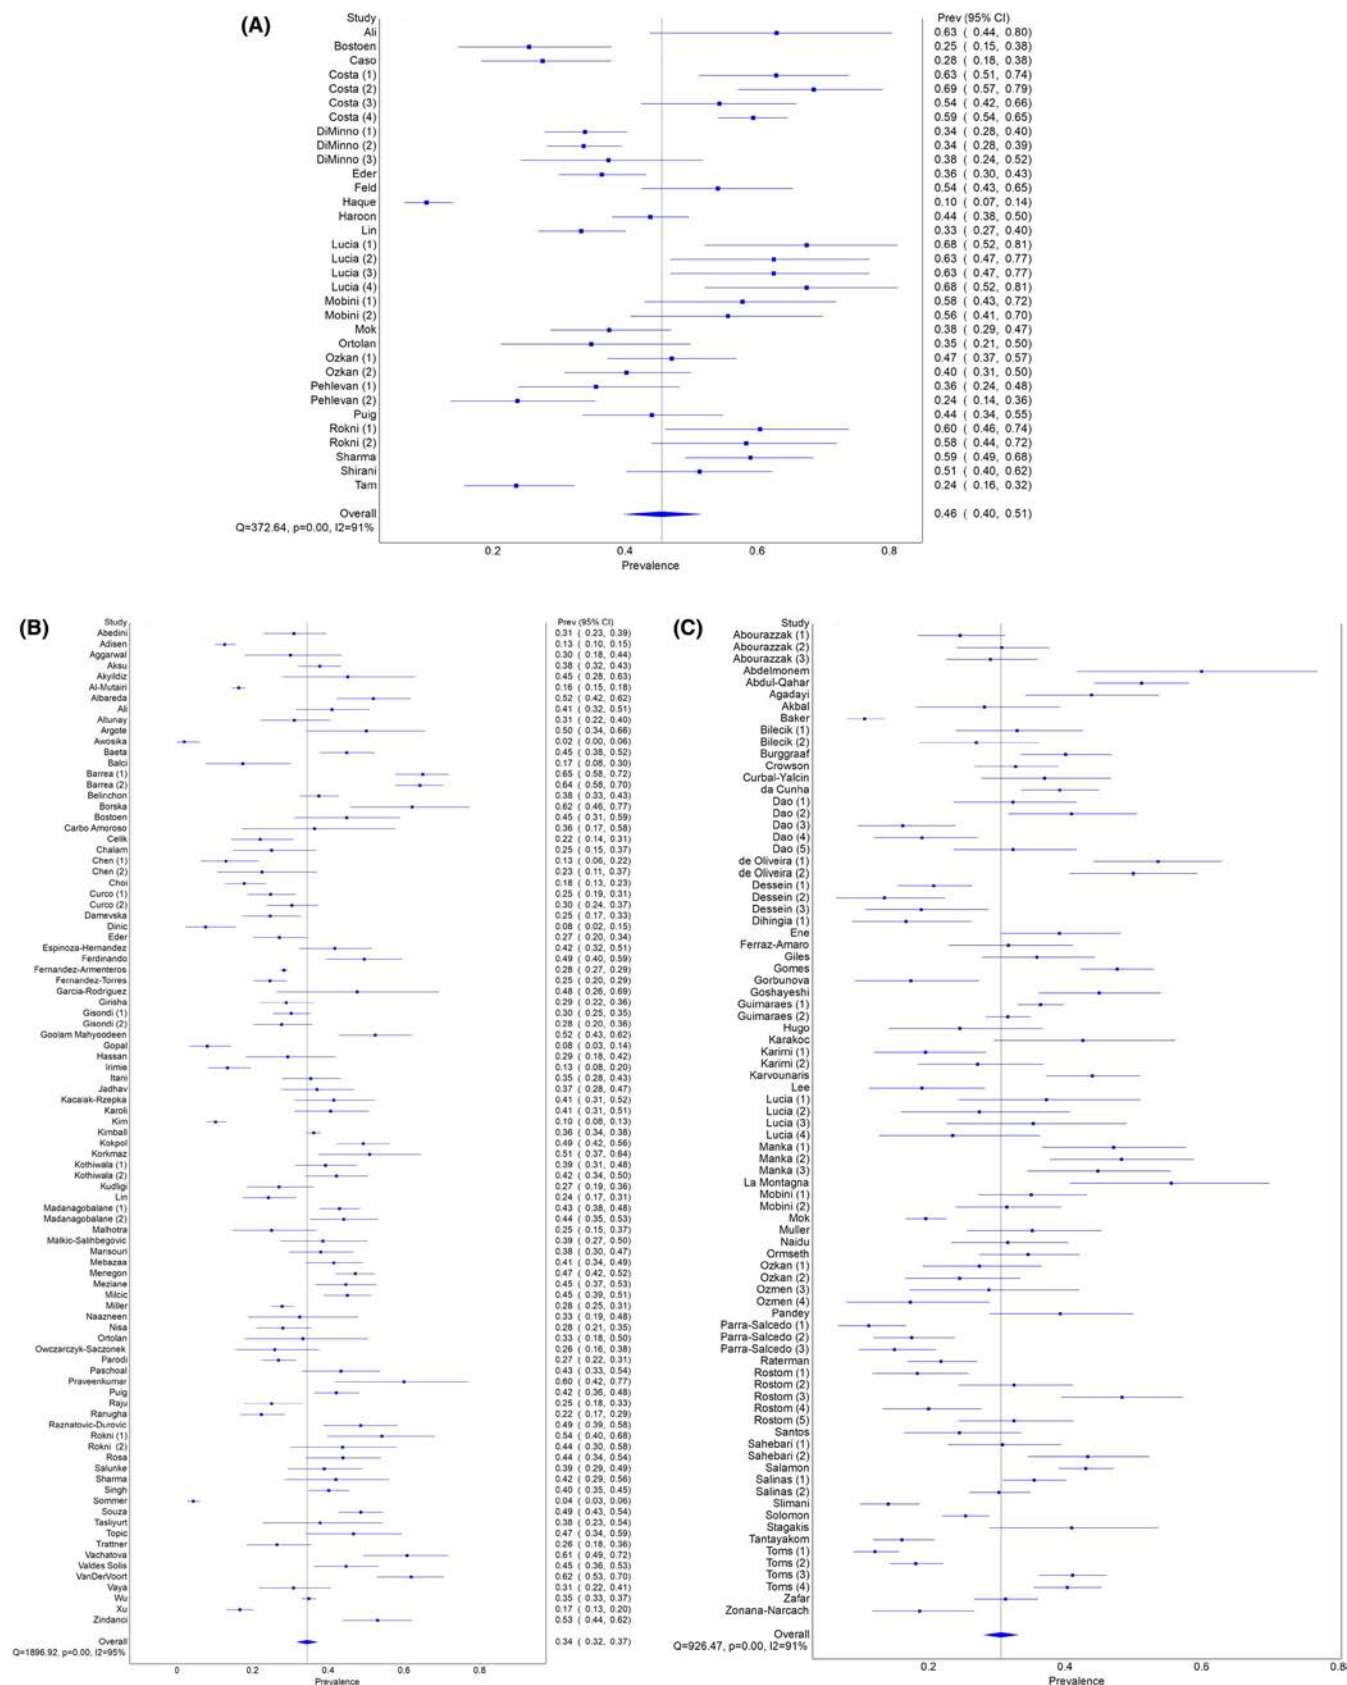 (A)
Study Prev (95% CI)
Ali 0.63 ( 0.44, 0.80)
Bostoen 0.25 ( 0.15, 0.38)
Caso 0.28 ( 0.18, 0.38)
Costa (1) 0.63 ( 0.51, 0.74)
Costa (2) 0.69 ( 0.57, 0.79)
Costa (3) 0.54 ( 0.42, 0.66)
Costa (4) 0.59 ( 0.54, 0.65)
DiMinno (1) 0.34 ( 0.28, 0.40)
DiMinno (2) 0.34 ( 0.28, 0.39)
DiMinno (3) 0.38 ( 0.24, 0.52)
Eder 0.36 ( 0.30, 0.43)
Feld 0.54 ( 0.43, 0.65)
Haque 0.10 ( 0.07, 0.14)
Haroon 0.44 ( 0.38, 0.50)
Lin 0.33 ( 0.27, 0.40)
Lucia (1) 0.68 ( 0.52, 0.81)
Lucia (2) 0.63 ( 0.47, 0.77)
Lucia (3) 0.63 ( 0.47, 0.77)
Lucia (4) 0.68 ( 0.52, 0.81)
Mobini (1) 0.58 ( 0.43, 0.72)
Mobini (2) 0.56 ( 0.41, 0.70)
Mok 0.38 ( 0.29, 0.47)
Ortolan 0.35 ( 0.21, 0.50)
Ozkan (1) 0.47 ( 0.37, 0.57)
Ozkan (2) 0.40 ( 0.31, 0.50)
Pehlevan (1) 0.36 ( 0.24, 0.48)
Pehlevan (2) 0.24 ( 0.14, 0.36)
Puig 0.44 ( 0.34, 0.55)
Rokni (1) 0.60 ( 0.46, 0.74)
Rokni (2) 0.58 ( 0.44, 0.72)
Sharma 0.59 ( 0.49, 0.68)
Shirani 0.51 ( 0.40, 0.62)
Tam 0.24 ( 0.16, 0.32)
Overall 0.46 ( 0.40, 0.51)
Q=372.64, p=0.00, I2=91%
0.2 0.4 0.6 0.8
Prevalence
(B)
Study Prev (95% CI)
Abedini 0.31 ( 0.23, 0.39)
Adisen 0.13 ( 0.10, 0.15)
Aggarwal 0.30 ( 0.18, 0.44)
Aksu 0.38 ( 0.32, 0.43)
Akyildiz 0.45 ( 0.28, 0.63)
Al-Mutairi 0.16 ( 0.15, 0.18)
Albareda 0.52 ( 0.42, 0.62)
Ali 0.41 ( 0.32, 0.51)
Altunay 0.31 ( 0.22, 0.40)
Argote 0.50 ( 0.34, 0.66)
Awosika 0.02 ( 0.00, 0.06)
Baeta 0.45 ( 0.38, 0.52)
Balci 0.17 ( 0.08, 0.30)
Barrea (1) 0.65 ( 0.58, 0.72)
Barrea (2) 0.64 ( 0.58, 0.70)
Belinchon 0.38 ( 0.33, 0.43)
Borska 0.62 ( 0.46, 0.77)
Bostoen 0.45 ( 0.31, 0.59)
Carbo Amoroso 0.36 ( 0.17, 0.58)
Celik 0.22 ( 0.14, 0.31)
Chalam 0.25 ( 0.15, 0.37)
Chen (1) 0.13 ( 0.06, 0.22)
Chen (2) 0.23 ( 0.11, 0.37)
Choi 0.18 ( 0.13, 0.23)
Curco (1) 0.25 ( 0.19, 0.31)
Curco (2) 0.30 ( 0.24, 0.37)
Damevska 0.25 ( 0.17, 0.33)
Dinic 0.08 ( 0.02, 0.15)
Eder 0.27 ( 0.20, 0.34)
Espinoza-Hernandez 0.42 ( 0.32, 0.51)
Ferdinando 0.49 ( 0.40, 0.59)
Fernandez-Armenteros 0.28 ( 0.27, 0.29)
Fernandez-Torres 0.25 ( 0.20, 0.29)
Garcia-Rodriguez 0.48 ( 0.26, 0.69)
Girisha 0.29 ( 0.22, 0.36)
Gisondi (1) 0.30 ( 0.25, 0.35)
Gisondi (2) 0.28 ( 0.20, 0.36)
Goolam Mahyoodeen 0.52 ( 0.43, 0.62)
Gopal 0.08 ( 0.03, 0.14)
Hassan 0.29 ( 0.18, 0.42)
Irimie 0.13 ( 0.08, 0.20)
Itani 0.35 ( 0.28, 0.43)
Jadhav 0.37 ( 0.28, 0.47)
Kacalak-Rzepka 0.41 ( 0.31, 0.52)
Karoli 0.41 ( 0.31, 0.51)
Kim 0.10 ( 0.08, 0.13)
Kimball 0.36 ( 0.34, 0.38)
Kokpol 0.49 ( 0.42, 0.56)
Korkmaz 0.51 ( 0.37, 0.64)
Kothiwala (1) 0.39 ( 0.31, 0.48)
Kothiwala (2) 0.42 ( 0.34, 0.50)
Kudligi 0.27 ( 0.19, 0.36)
Lin 0.24 ( 0.17, 0.31)
Madanagobalane (1) 0.43 ( 0.38, 0.48)
Madanagobalane (2) 0.44 ( 0.35, 0.53)
Malhotra 0.25 ( 0.15, 0.37)
Malkic-Salihbegovic 0.39 ( 0.27, 0.50)
Mansouri 0.38 ( 0.30, 0.47)
Mebazaa 0.41 ( 0.34, 0.49)
Menegon 0.47 ( 0.42, 0.52)
Meziane 0.45 ( 0.37, 0.53)
Milcic 0.45 ( 0.39, 0.51)
Miller 0.28 ( 0.25, 0.31)
Naazneen 0.33 ( 0.19, 0.48)
Nisa 0.28 ( 0.21, 0.35)
Ortolan 0.33 ( 0.18, 0.50)
Owczarczyk-Saczonek 0.26 ( 0.16, 0.38)
Parodi 0.27 ( 0.22, 0.31)
Paschoal 0.43 ( 0.33, 0.54)
Praveenkumar 0.60 ( 0.42, 0.77)
Puig 0.42 ( 0.36, 0.48)
Raju 0.25 ( 0.18, 0.33)
Ranugha 0.22 ( 0.17, 0.29)
Raznatovic-Durovic 0.49 ( 0.39, 0.58)
Rokni (1) 0.54 ( 0.40, 0.68)
Rokni (2) 0.44 ( 0.30, 0.58)
Rosa 0.44 ( 0.34, 0.54)
Salunke 0.39 ( 0.29, 0.49)
Sharma 0.42 ( 0.29, 0.56)
Singh 0.40 ( 0.35, 0.45)
Sommer 0.04 ( 0.03, 0.06)
Souza 0.49 ( 0.43, 0.54)
Tasliyurt 0.38 ( 0.23, 0.54)
Topic 0.47 ( 0.34, 0.59)
Trattner 0.26 ( 0.18, 0.36)
Vachatova 0.61 ( 0.49, 0.72)
Valdes Solis 0.45 ( 0.36, 0.53)
VanDerVoort 0.62 ( 0.53, 0.70)
Vaya 0.31 ( 0.22, 0.41)
Wu 0.35 ( 0.33, 0.37)
Xu 0.17 ( 0.13, 0.20)
Zindanci 0.53 ( 0.44, 0.62)
Overall 0.34 ( 0.32, 0.37)
Q=1896.92, p=0.00, I2=95%
0 0.2 0.4 0.6 0.8
Prevalence
(C)
Study
Abourazzak (1)
Abourazzak (2)
Abourazzak (3)
Abdelmonem
Abdul-Qahar
Agadayi
Akbal
Baker
Bilecik (1)
Bilecik (2)
Burggraaf
Crowson
Curbal-Yalcin
da Cunha
Dao (1)
Dao (2)
Dao (3)
Dao (4)
Dao (5)
de Oliveira (1)
de Oliveira (2)
Dessein (1)
Dessein (2)
Dessein (3)
Dihingia (1)
Ene
Ferraz-Amaro
Giles
Gomes
Gorbunova
Goshayeshi
Guimaraes (1)
Guimaraes (2)
Hugo
Karakoc
Karimi (1)
Karimi (2)
Karvounaris
Lee
Lucia (1)
Lucia (2)
Lucia (3)
Lucia (4)
Manka (1)
Manka (2)
Manka (3)
La Montagna
Mobini (1)
Mobini (2)
Mok
Muller
Naidu
Ormseth
Ozkan (1)
Ozkan (2)
Ozmen (3)
Ozmen (4)
Pandey
Parra-Salcedo (1)
Parra-Salcedo (2)
Parra-Salcedo (3)
Raterman
Rostom (1)
Rostom (2)
Rostom (3)
Rostom (4)
Rostom (5)
Santos
Sahebari (1)
Sahebari (2)
Salamon
Salinas (1)
Salinas (2)
Slimani
Solomon
Stagakis
Tantayakom
Toms (1)
Toms (2)
Toms (3)
Toms (4)
Zafar
Zonana-Narcach
Overall
Q=926.47, p=0.00, I2=91%
0.2 0.4 0.6 0.8
Prevalence